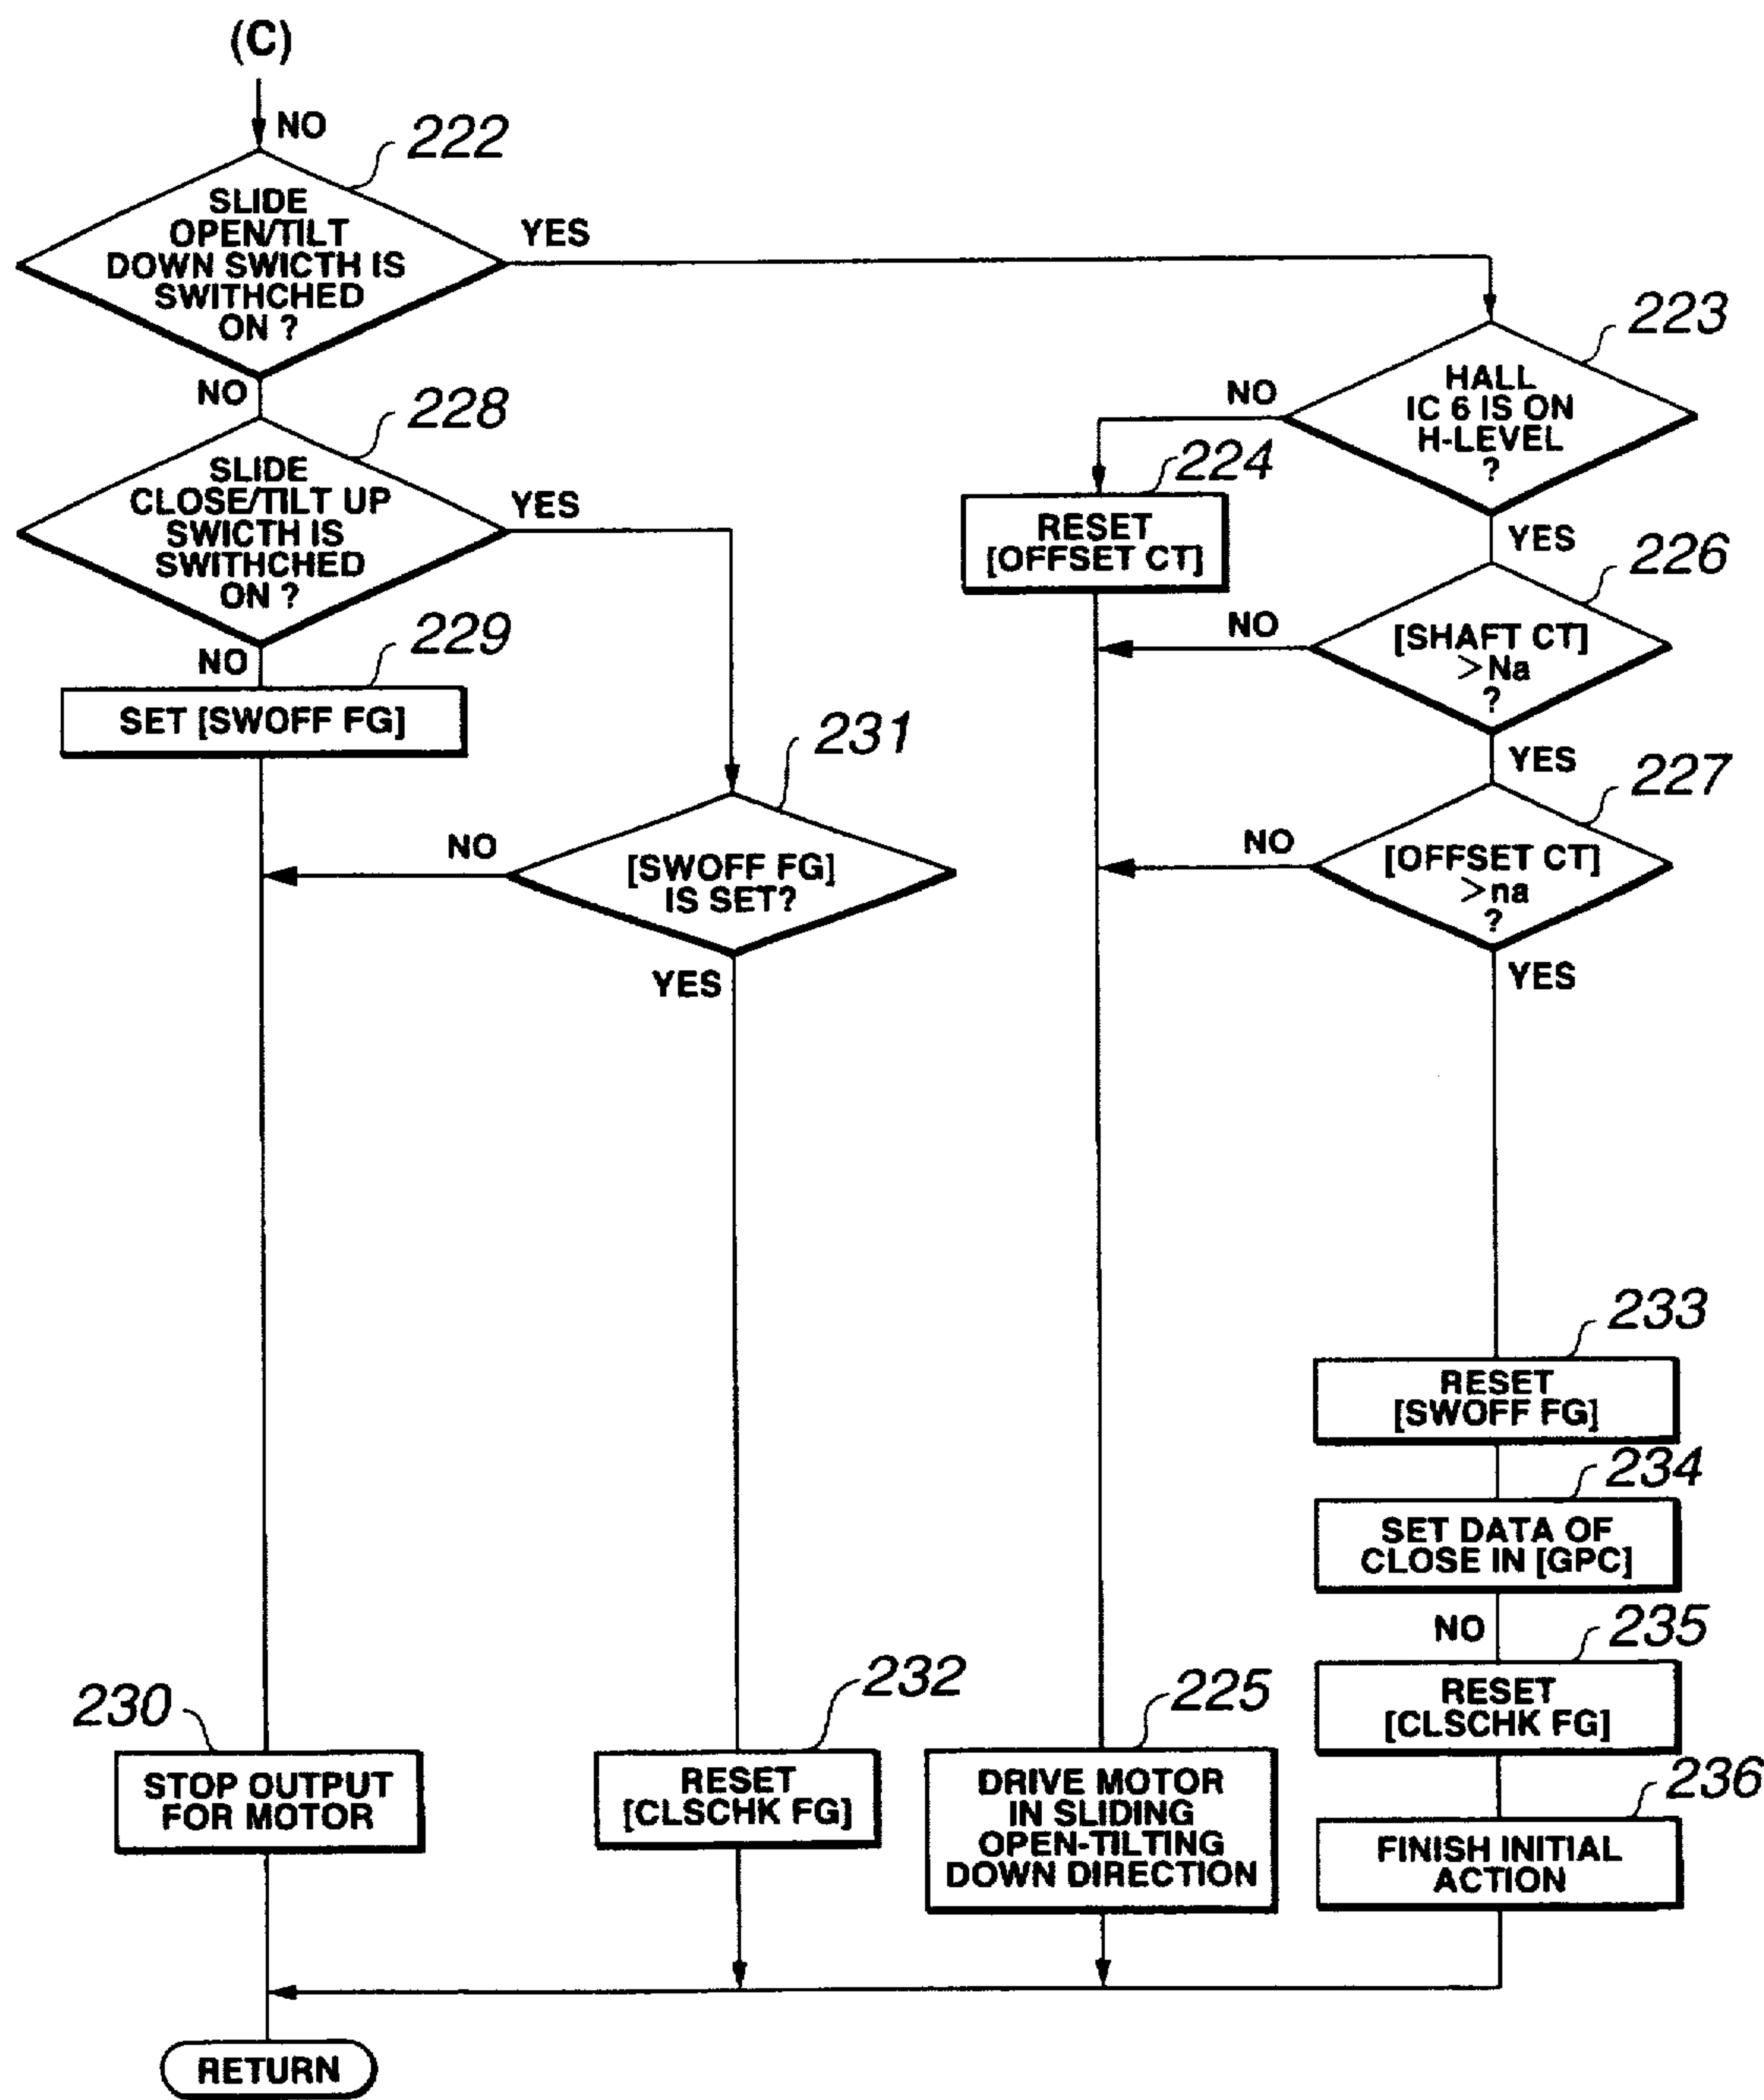 (C)
NO
222
SLIDE
OPEN/TILT
DOWN SWICTH IS
SWITHCHED
ON ?
YES
223
HALL
IC 6 IS ON
H-LEVEL
?
NO
NO
228
SLIDE
CLOSE/TILT UP
SWICTH IS
SWITHCHED
ON ?
YES
224
RESET
[OFFSET CT]
YES
226
[SHAFT CT]
>Na
?
NO
NO
229
SET [SWOFF FG]
YES
227
[OFFSET CT]
>na
?
NO
231
[SWOFF FG]
IS SET?
NO
YES
YES
233
RESET
[SWOFF FG]
234
SET DATA OF
CLOSE IN [GPC]
NO
235
RESET
[CLSCHK FG]
230
STOP OUTPUT
FOR MOTOR
232
RESET
[CLSCHK FG]
225
DRIVE MOTOR
IN SLIDING
OPEN-TILTING
DOWN DIRECTION
236
FINISH INITIAL
ACTION
RETURN